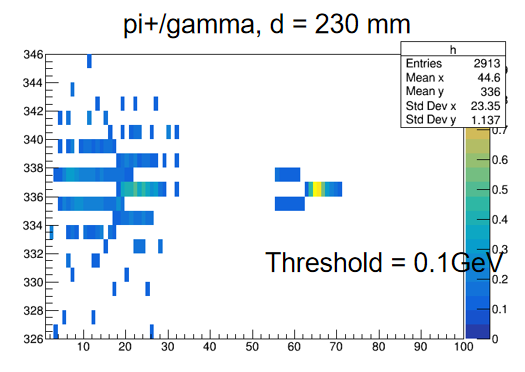 pi+/gamma, d = 230 mm
h
Entries 2913
Mean x 44.6
Mean y 336
Std Dev x 23.35
Std Dev y 1.137
346
344
342
340
338
336
334
332
330
328
326
0.7
0.6
0.5
0.4
0.3
0.2
0.1
0
Threshold = 0.1GeV
10 20 30 40 50 60 70 80 90 100